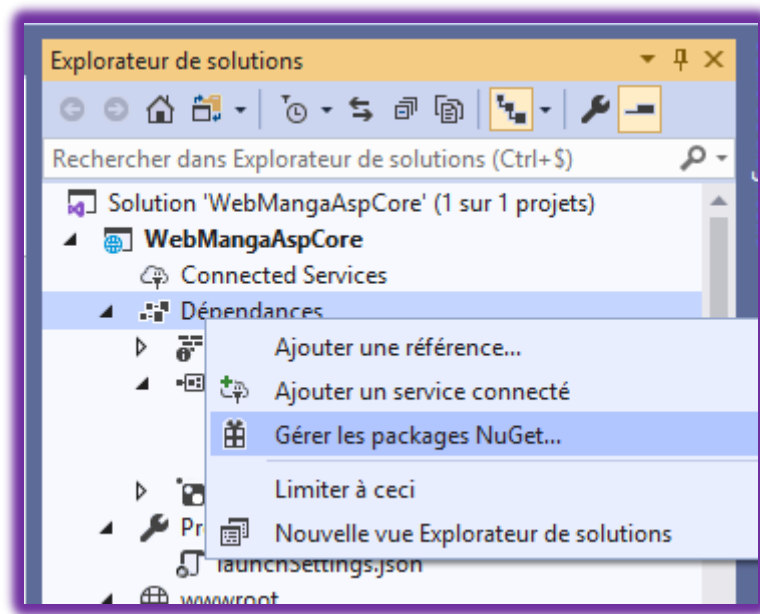 Explorateur de solutions
Rechercher dans Explorateur de solutions (Ctrl+$)
Solution 'WebMangaAspCore' (1 sur 1 projets)
WebMangaAspCore
Connected Services
Dépendances
Ajouter une référence...
Ajouter un service connecté
Gérer les packages NuGet...
Limiter à ceci
Pr
Nouvelle vue Explorateur de solutions
launchSettings.json
wwwroot